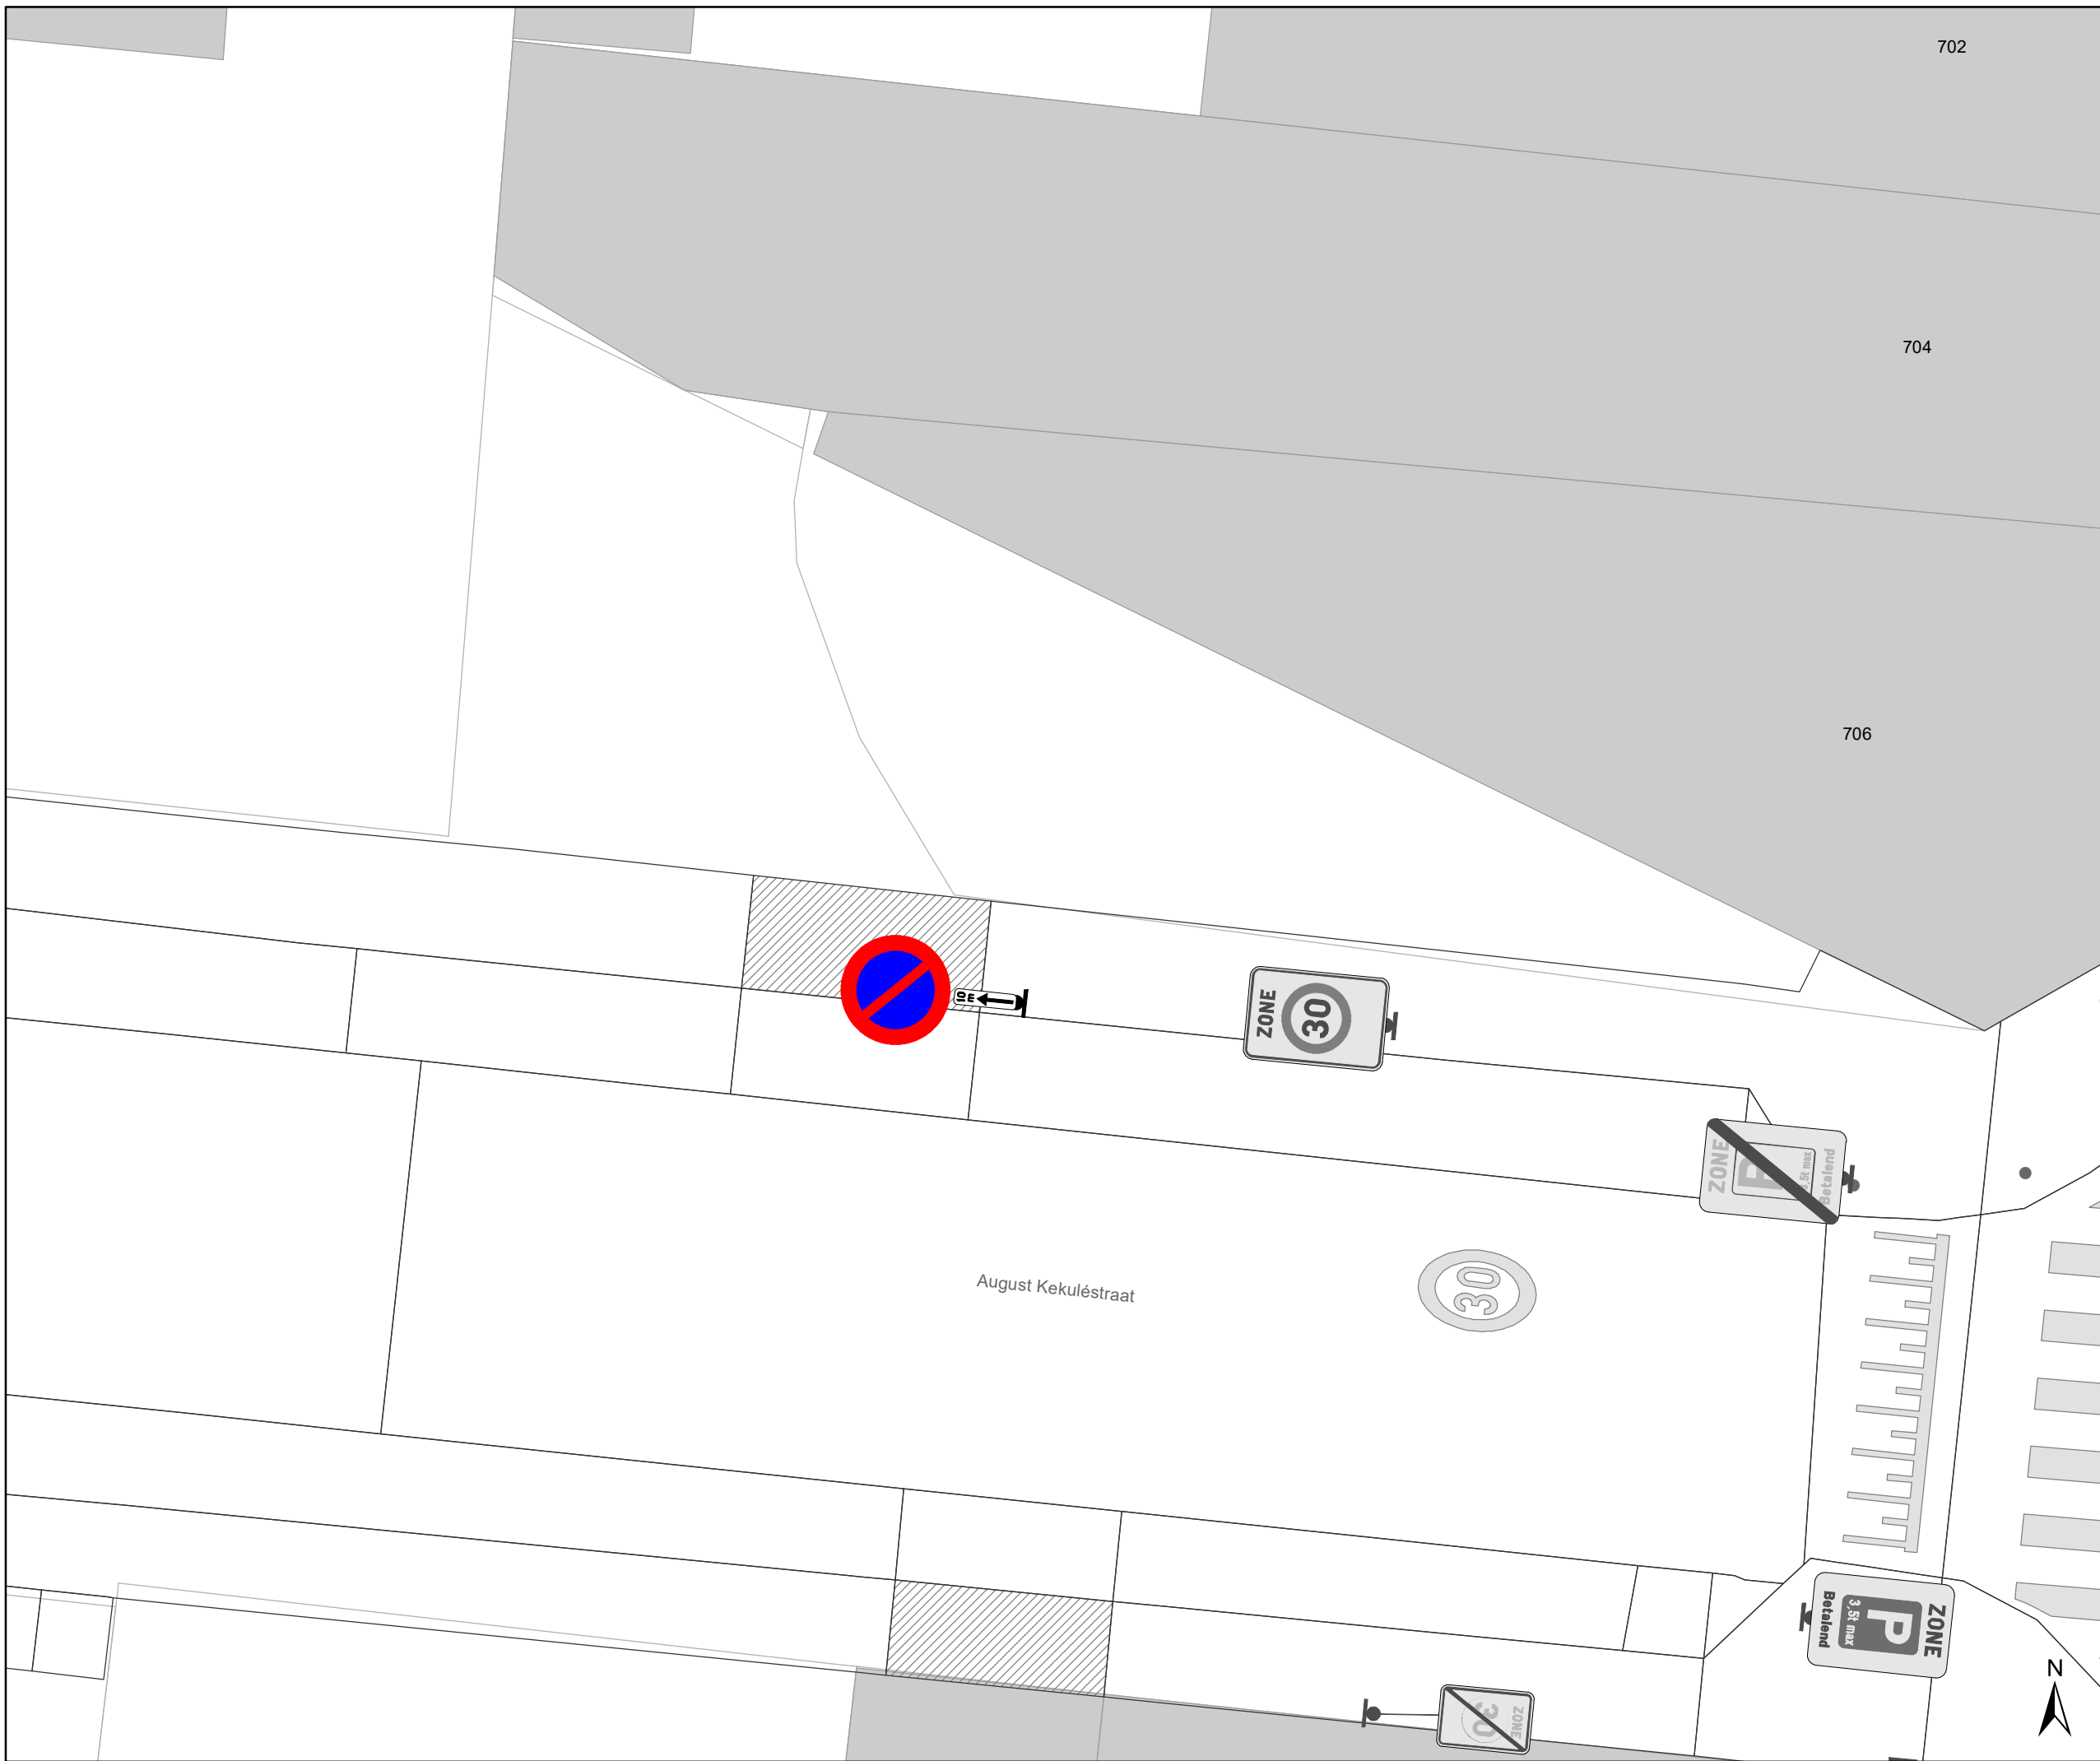 702
704
706
10 m
ZONE
30
ZONE
P
3,5t max
Betalend
August Kekuléstraat
30
ZONE
P
3,5t max
Betalend
N
ZONE
30